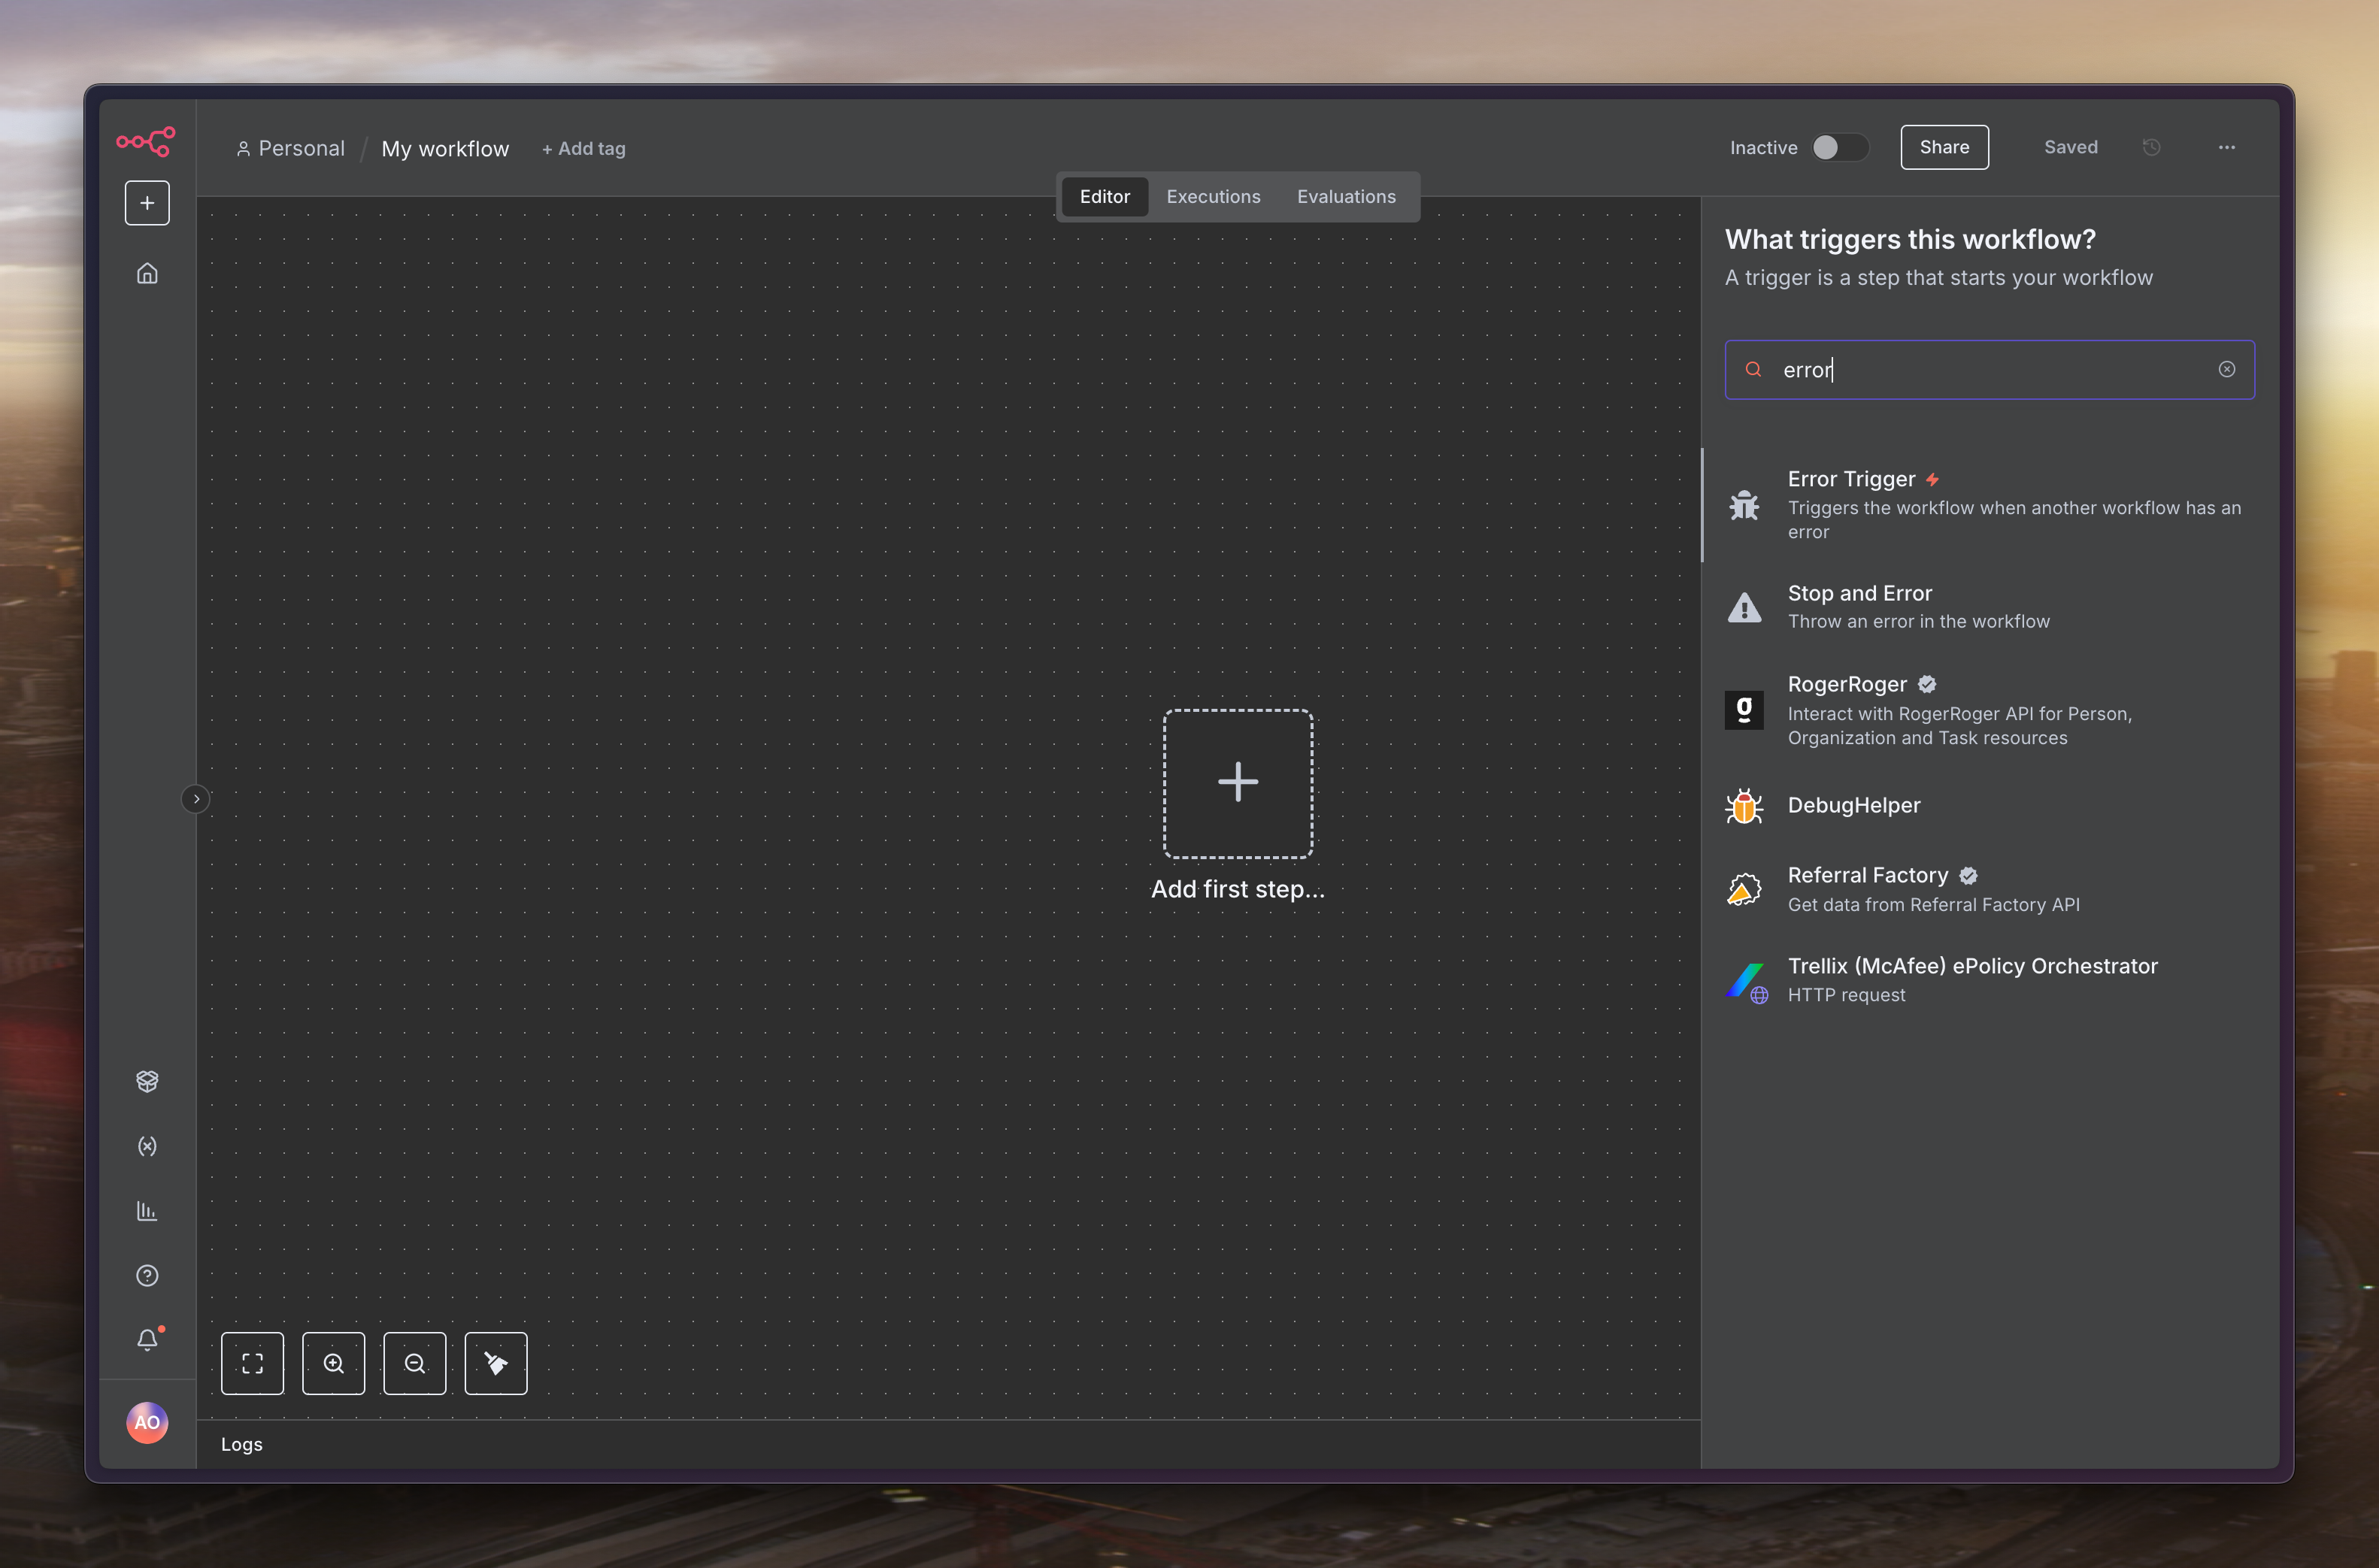 Personal / My workflow + Add tag
Inactive
Share
Saved
Editor Executions Evaluations
What triggers this workflow?
A trigger is a step that starts your workflow
error
Error Trigger
Triggers the workflow when another workflow has an
error
Stop and Error
Throw an error in the workflow
RogerRoger
g
Interact with RogerRoger API for Person,
Organization and Task resources
DebugHelper
Referral Factory
Get data from Referral Factory API
Trellix (McAfee) ePolicy Orchestrator
HTTP request
Add first step...
AO
Logs